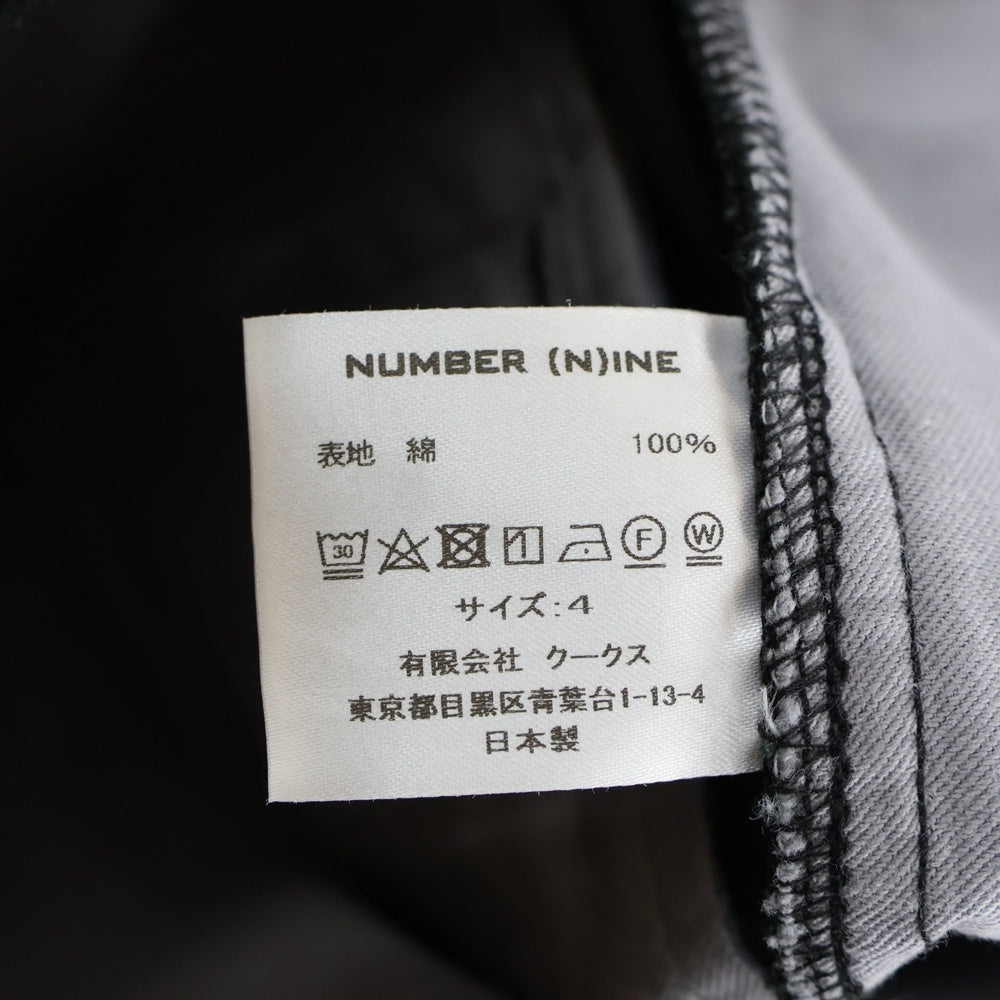 NUMBER (N)INE
表地 綿 100%
30 F W
サイズ:4
有限会社 クークス
東京都目黒区青葉台1-13-4
日本製